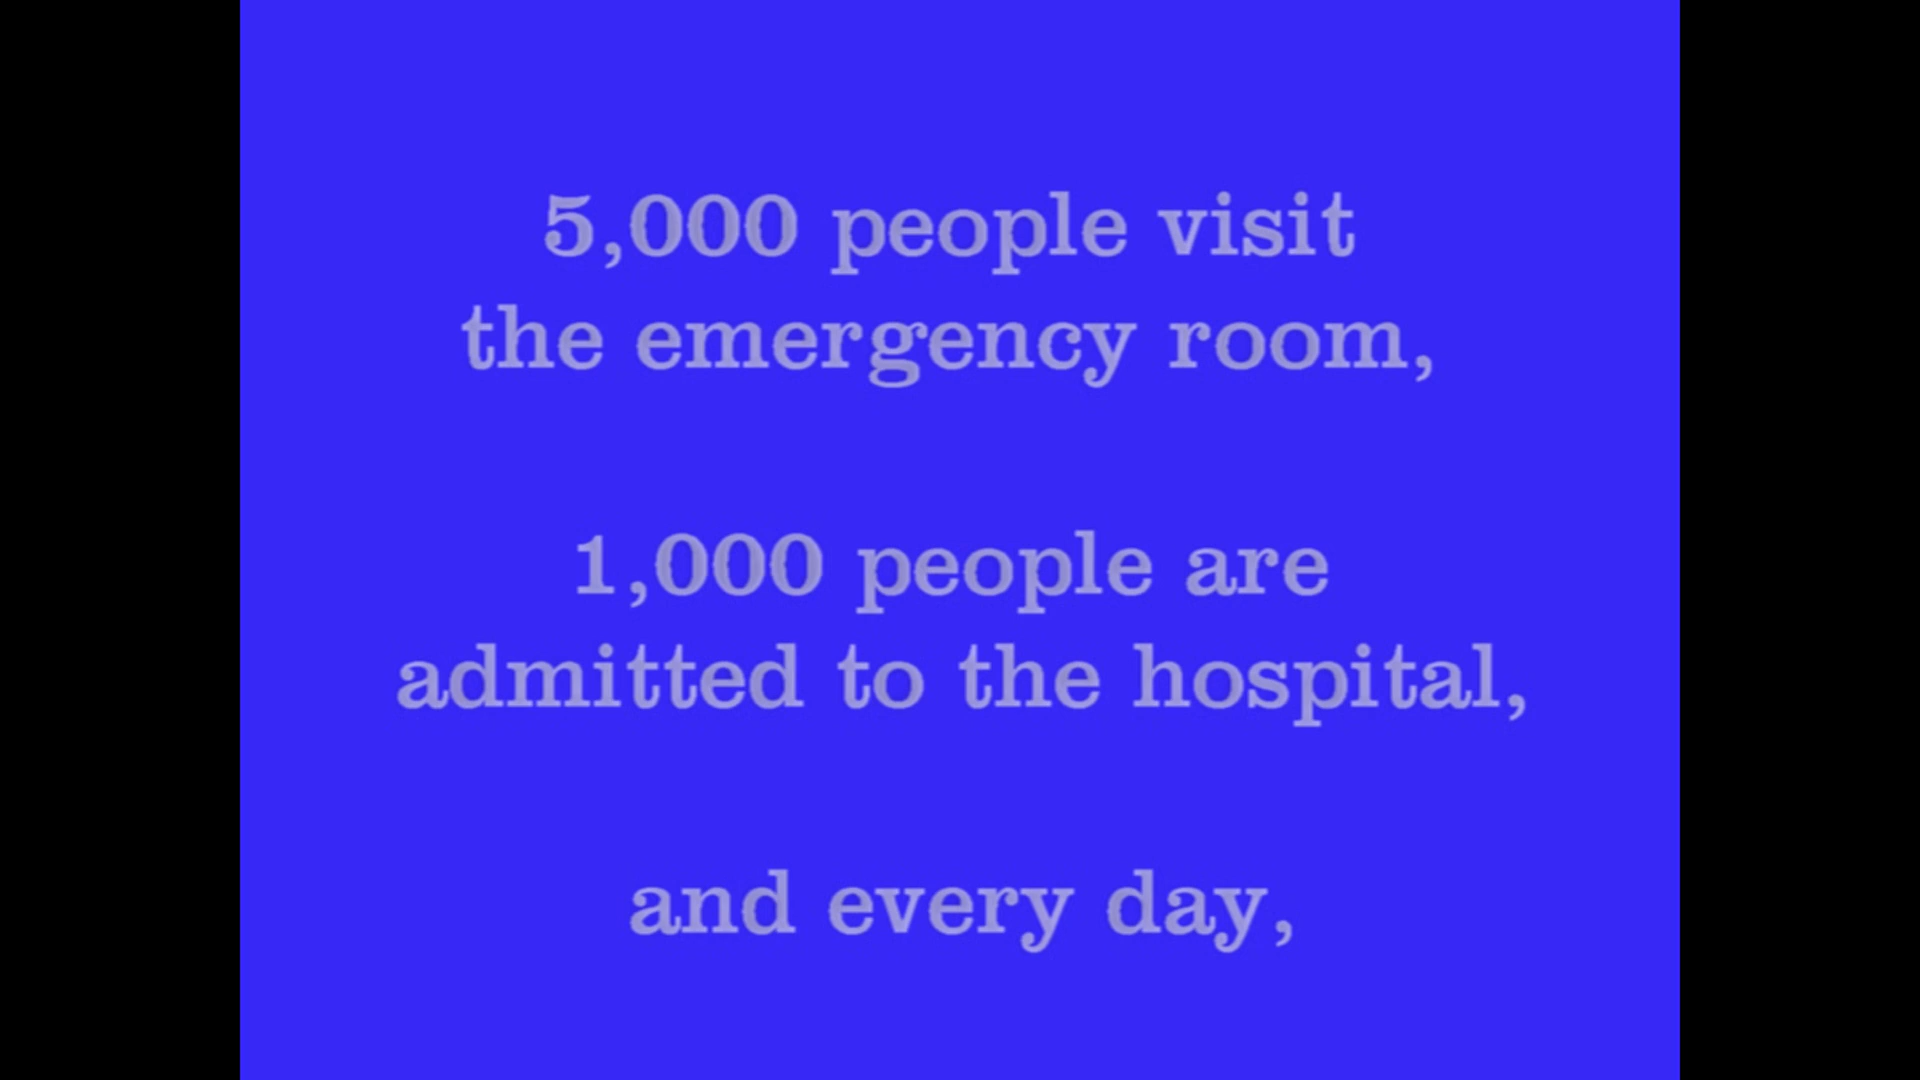 5,000 people visit
the emergency room,
1,000 people are
admitted to the hospital,
and every day,